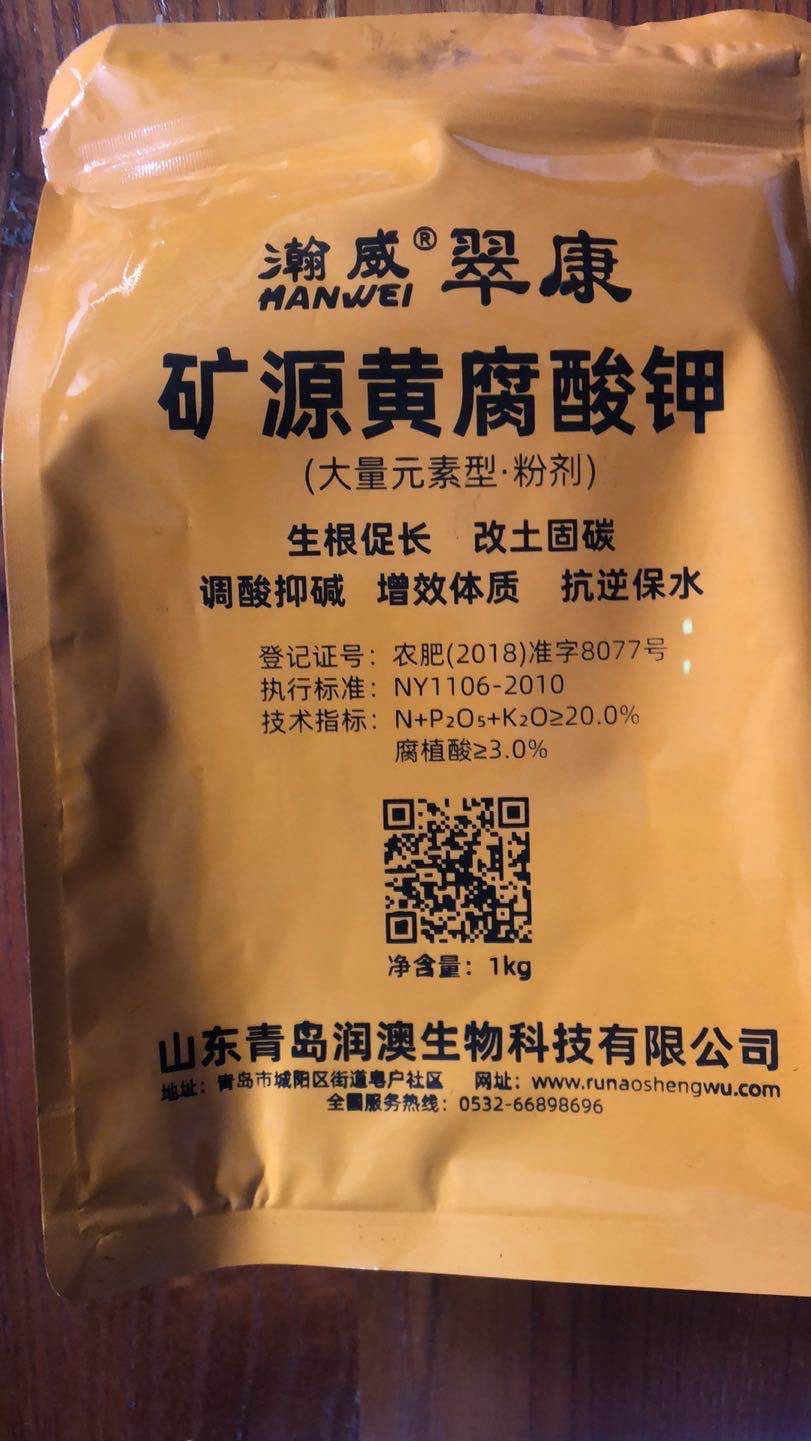 瀚威®翠康
HANWEI
矿源黄腐酸钾
(大量元素型·粉剂)
生根促长 改土固碳
调酸抑碱 增效体质 抗逆保水
登记证号：农肥(2018)准字8077号
执行标准：NY1106-2010
技术指标：N+P₂O₅+K₂O≥20.0%
腐植酸≥3.0%
净含量：1kg
山东青岛润澳生物科技有限公司
地址：青岛市城阳区街道皂户社区 网址：www.runaoshengwu.com
全国服务热线：0532-66898696